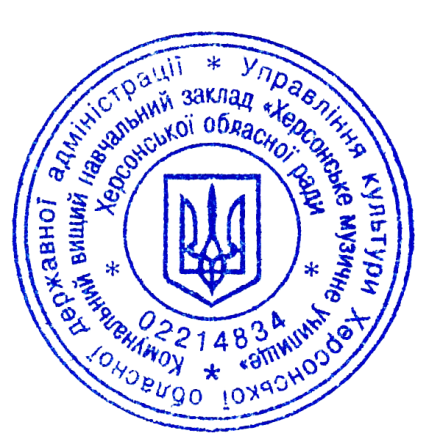 * Управління культури Херсонської обласної державної адміністрації
* Комунальний вищий навчальний заклад «Херсонське музичне училище»
* Херсонської обласної ради *
02214834